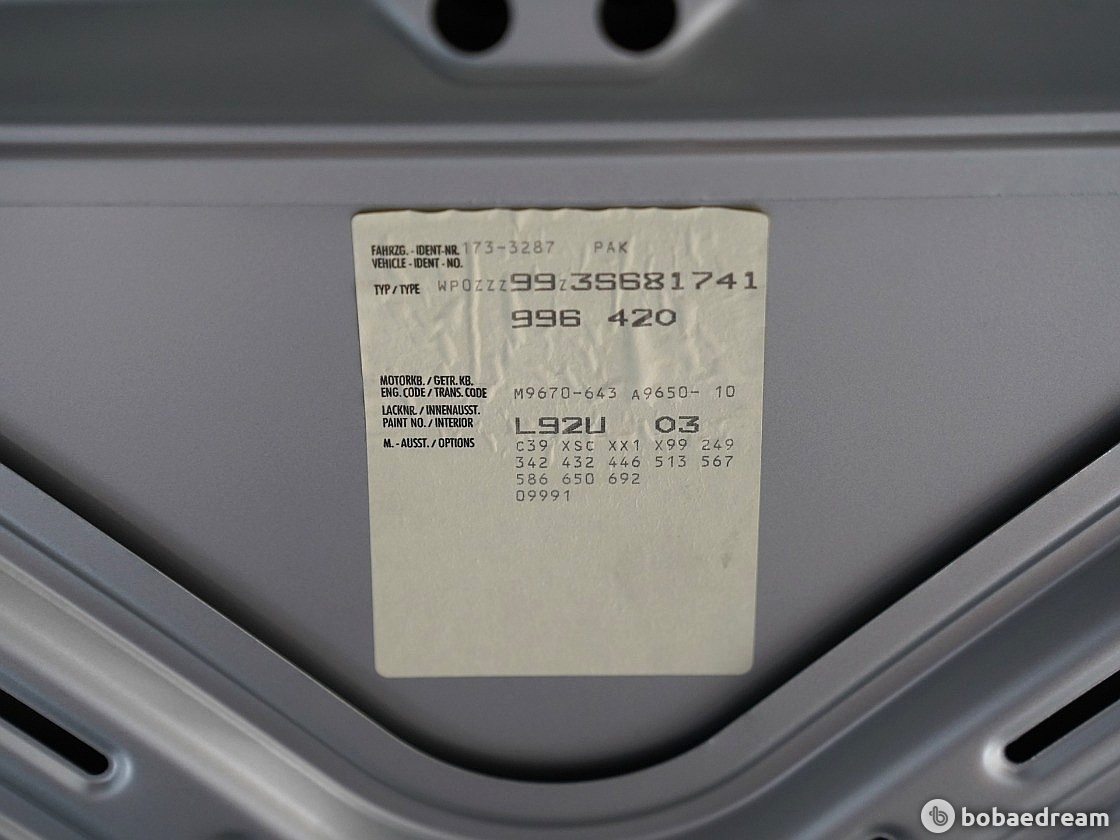 FAHRZG. - IDENT-NR. 173-3287 PAK
VEHICLE - IDENT - NO.
TYP / TYPE WP0ZZZ99Z3S681741
996 420
MOTORKB. / GETR. KB.
ENG. CODE / TRANS. CODE M9670-643 A9650- 10
LACKNR. / INNENAUSST.
PAINT NO. / INTERIOR L92U 03
M. - AUSST. / OPTIONS C39 XSC XX1 X99 249
342 432 446 513 567
586 650 692
09991
bobaedream